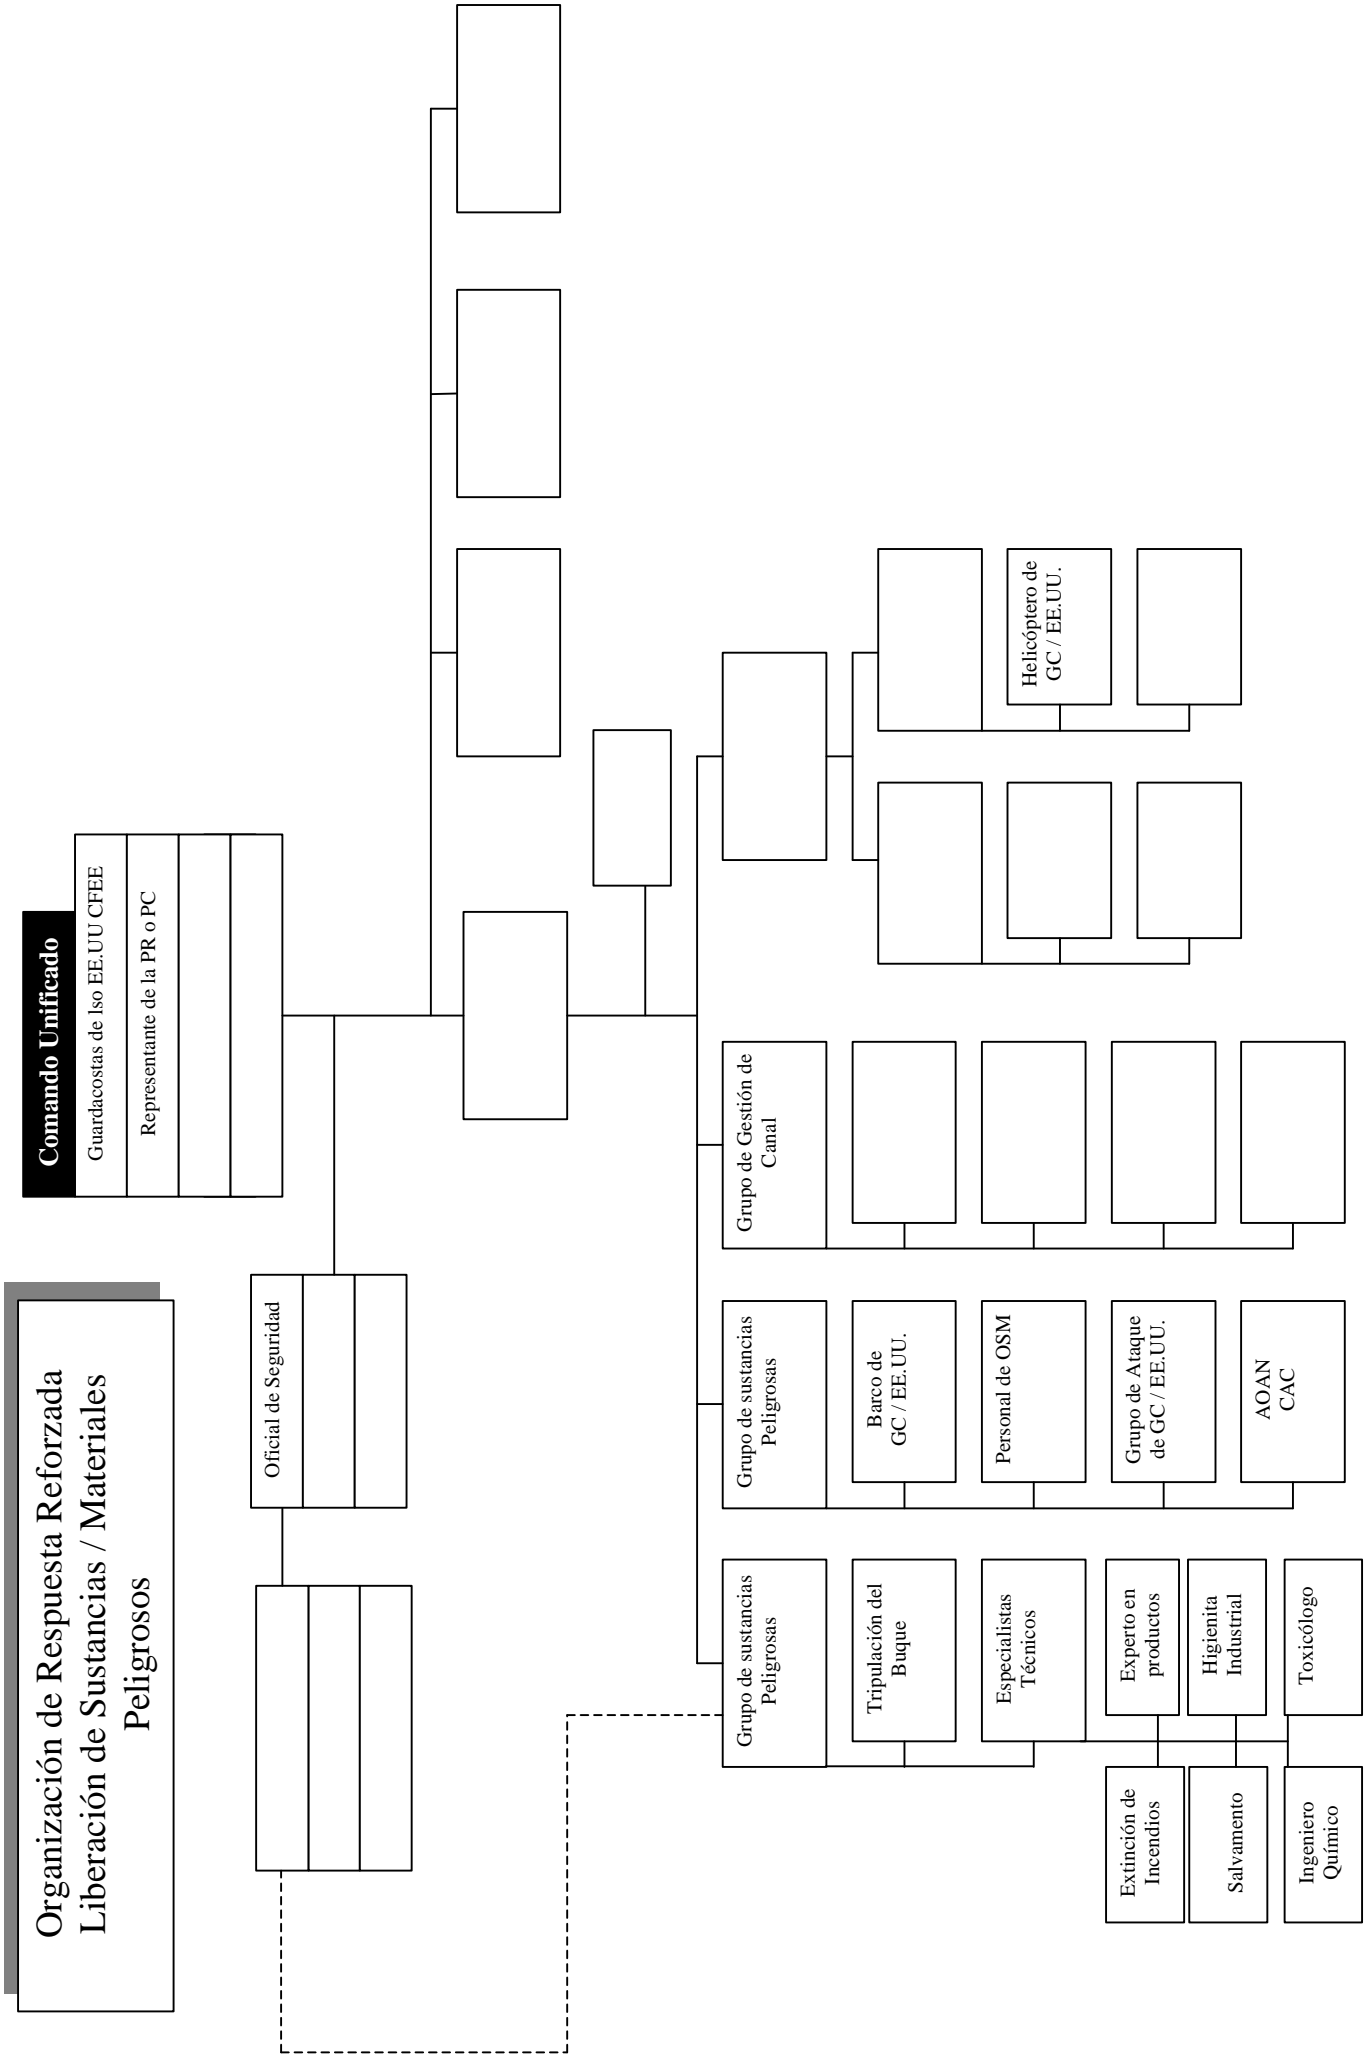 Organización de Respuesta Reforzada
Liberación de Sustancias / Materiales
Peligrosos
Comando Unificado
Guardacostas de lso EE.UU CFEE
Representante de la PR o PC
Oficial de Seguridad
Grupo de sustancias
Peligrosas
Tripulación del
Buque
Especialistas
Técnicos
Extinción de
Incendios
Experto en
productos
Salvamento
Higienita
Industrial
Ingeniero
Químico
Toxicólogo
Grupo de sustancias
Peligrosas
Barco de
GC / EE.UU.
Personal de OSM
Grupo de Ataque
de GC / EE.UU.
AOAN
CAC
Grupo de Gestión de
Canal
Helicóptero de
GC / EE.UU.